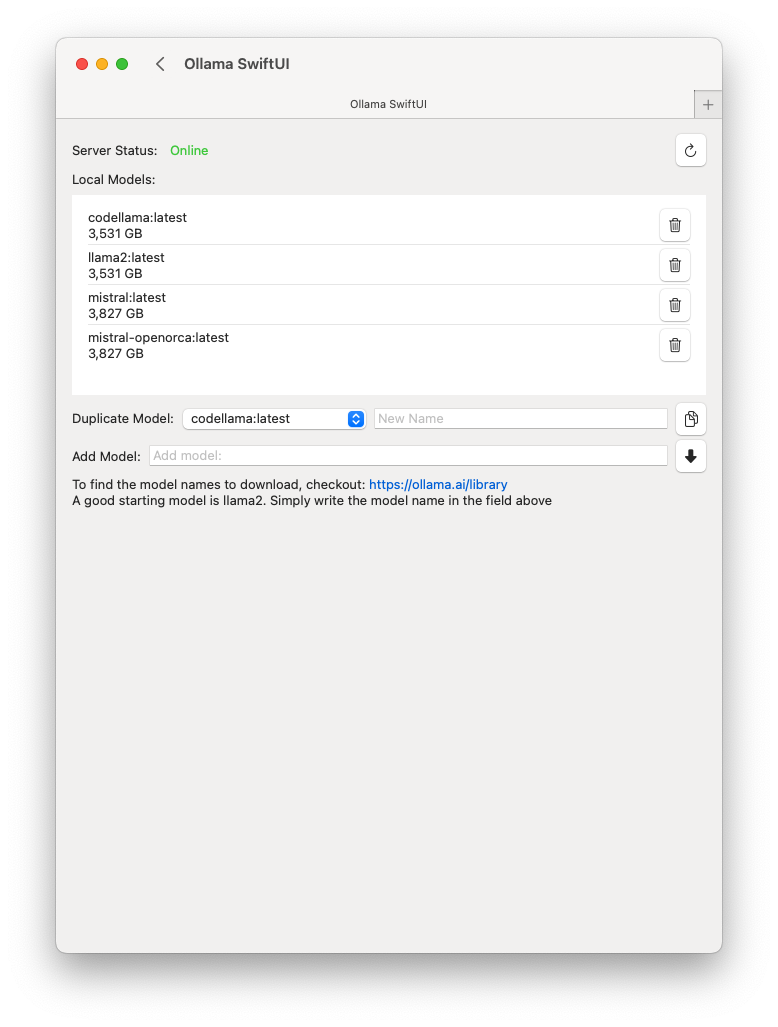 Ollama SwiftUI
Ollama SwiftUI
Server Status: Online
Local Models:
codellama:latest
3,531 GB
llama2:latest
3,531 GB
mistral:latest
3,827 GB
mistral-openorca:latest
3,827 GB
Duplicate Model: codellama:latest New Name
Add Model: Add model:
To find the model names to download, checkout: https://ollama.ai/library
A good starting model is llama2. Simply write the model name in the field above